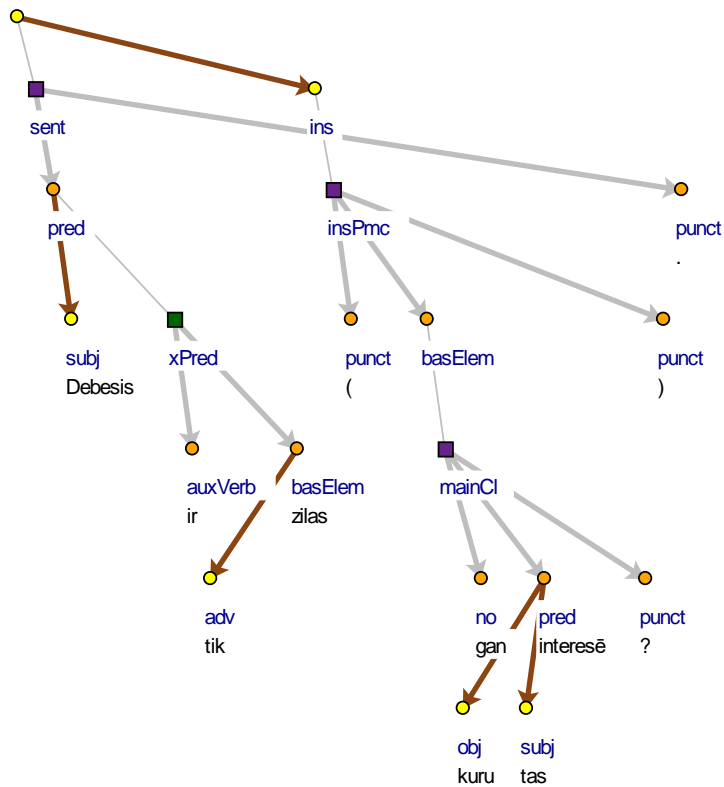 sent
ins
pred
insPmc
punct
.
subj
Debesis
xPred
punct
(
basElem
punct
)
auxVerb
ir
basElem
zilas
mainCl
adv
tik
no
gan
pred
interesē
punct
?
obj
kuru
subj
tas